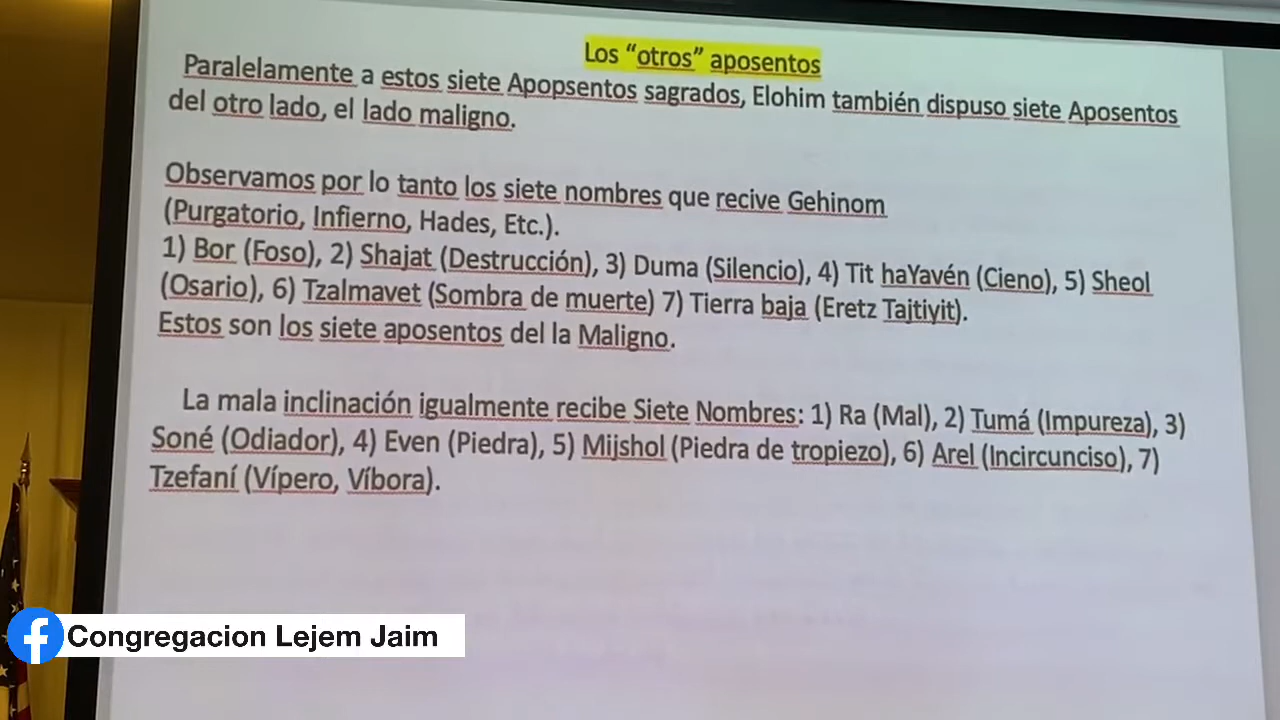 Los “otros” aposentos
Paralelamente a estos siete Apopsentos sagrados, Elohim también dispuso siete Aposentos
del otro lado, el lado maligno.
Observamos por lo tanto los siete nombres que recive Gehinom
(Purgatorio, Infierno, Hades, Etc.).
1) Bor (Foso), 2) Shajat (Destrucción), 3) Duma (Silencio), 4) Tit haYavén (Cieno), 5) Sheol
(Osario), 6) Tzalmavet (Sombra de muerte) 7) Tierra baja (Eretz Tajtiyit).
Estos son los siete aposentos del la Maligno.
La mala inclinación igualmente recibe Siete Nombres: 1) Ra (Mal), 2) Tumá (Impureza), 3)
Soné (Odiador), 4) Even (Piedra), 5) Mijshol (Piedra de tropiezo), 6) Arel (Incircunciso), 7)
Tzefaní (Vípero, Víbora).
Congregacion Lejem Jaim